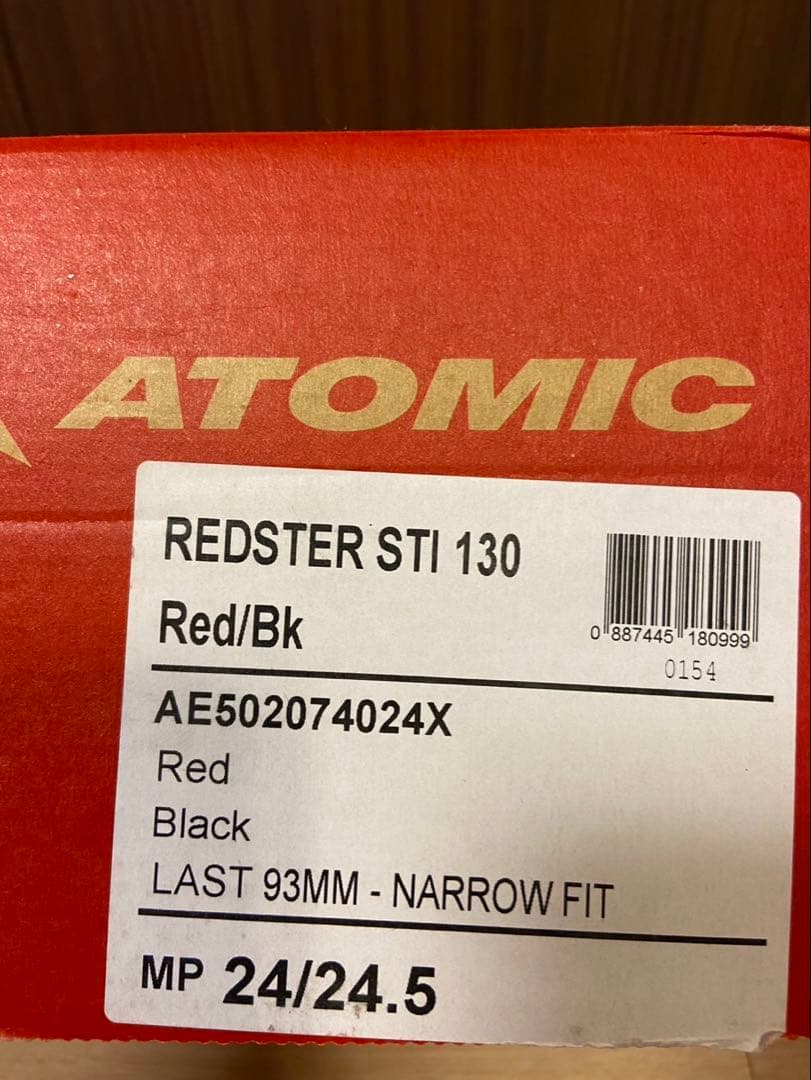 ATOMIC
REDSTER STI 130
Red/Bk
0 887445 180999
0154
AE502074024X
Red
Black
LAST 93MM - NARROW FIT
MP 24/24.5